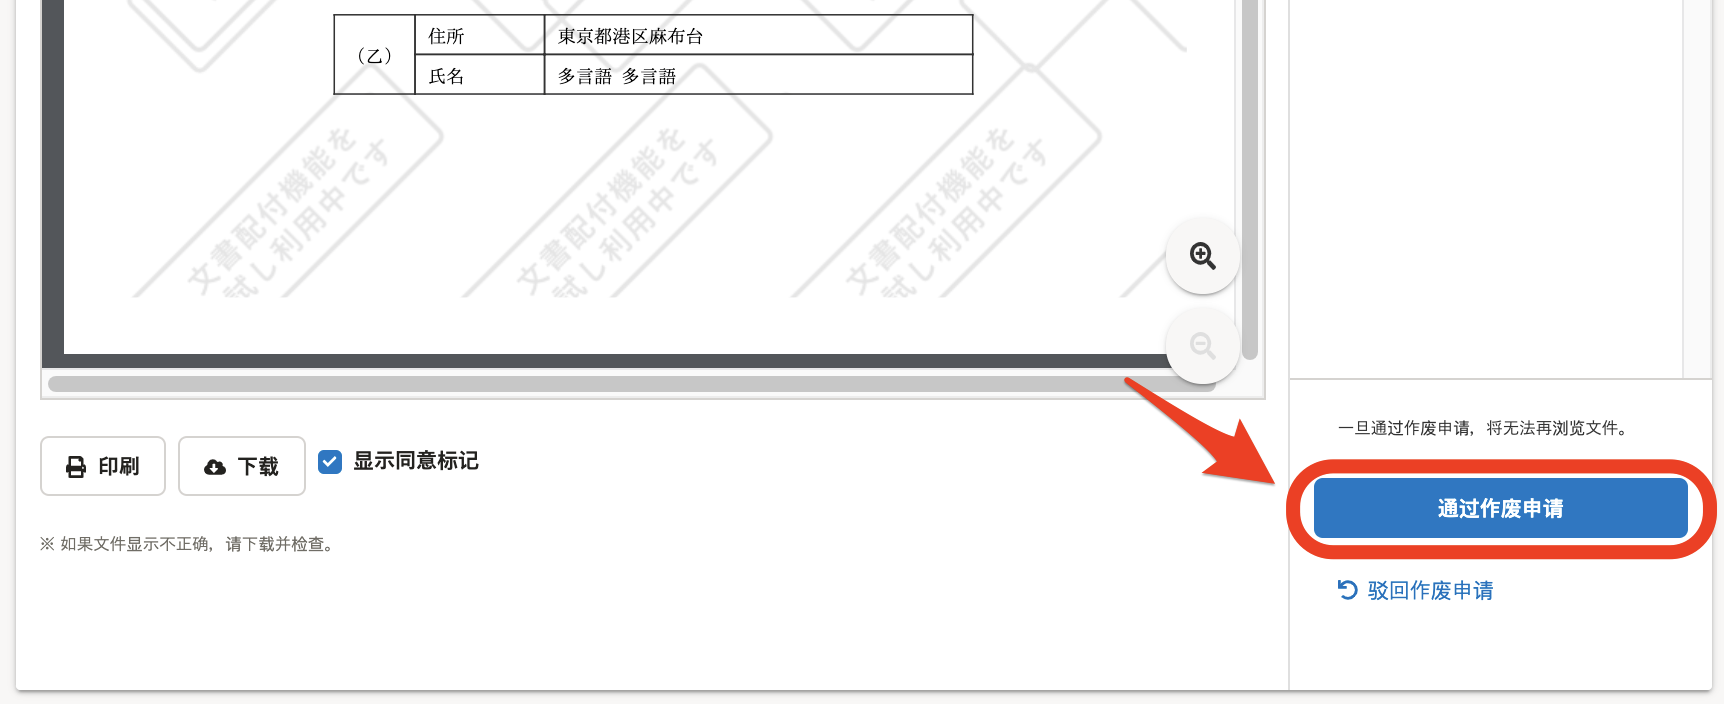 （乙）
住所
東京都港区麻布台
氏名
多言語 多言語
文書配付機能を
試し利用中です
文書配付機能を
試し利用中です
文書配付機能を
試し利用中です
一旦通过作废申请，将无法再浏览文件。
印刷
下载
显示同意标记
通过作废申请
※ 如果文件显示不正确，请下载并检查。
驳回作废申请